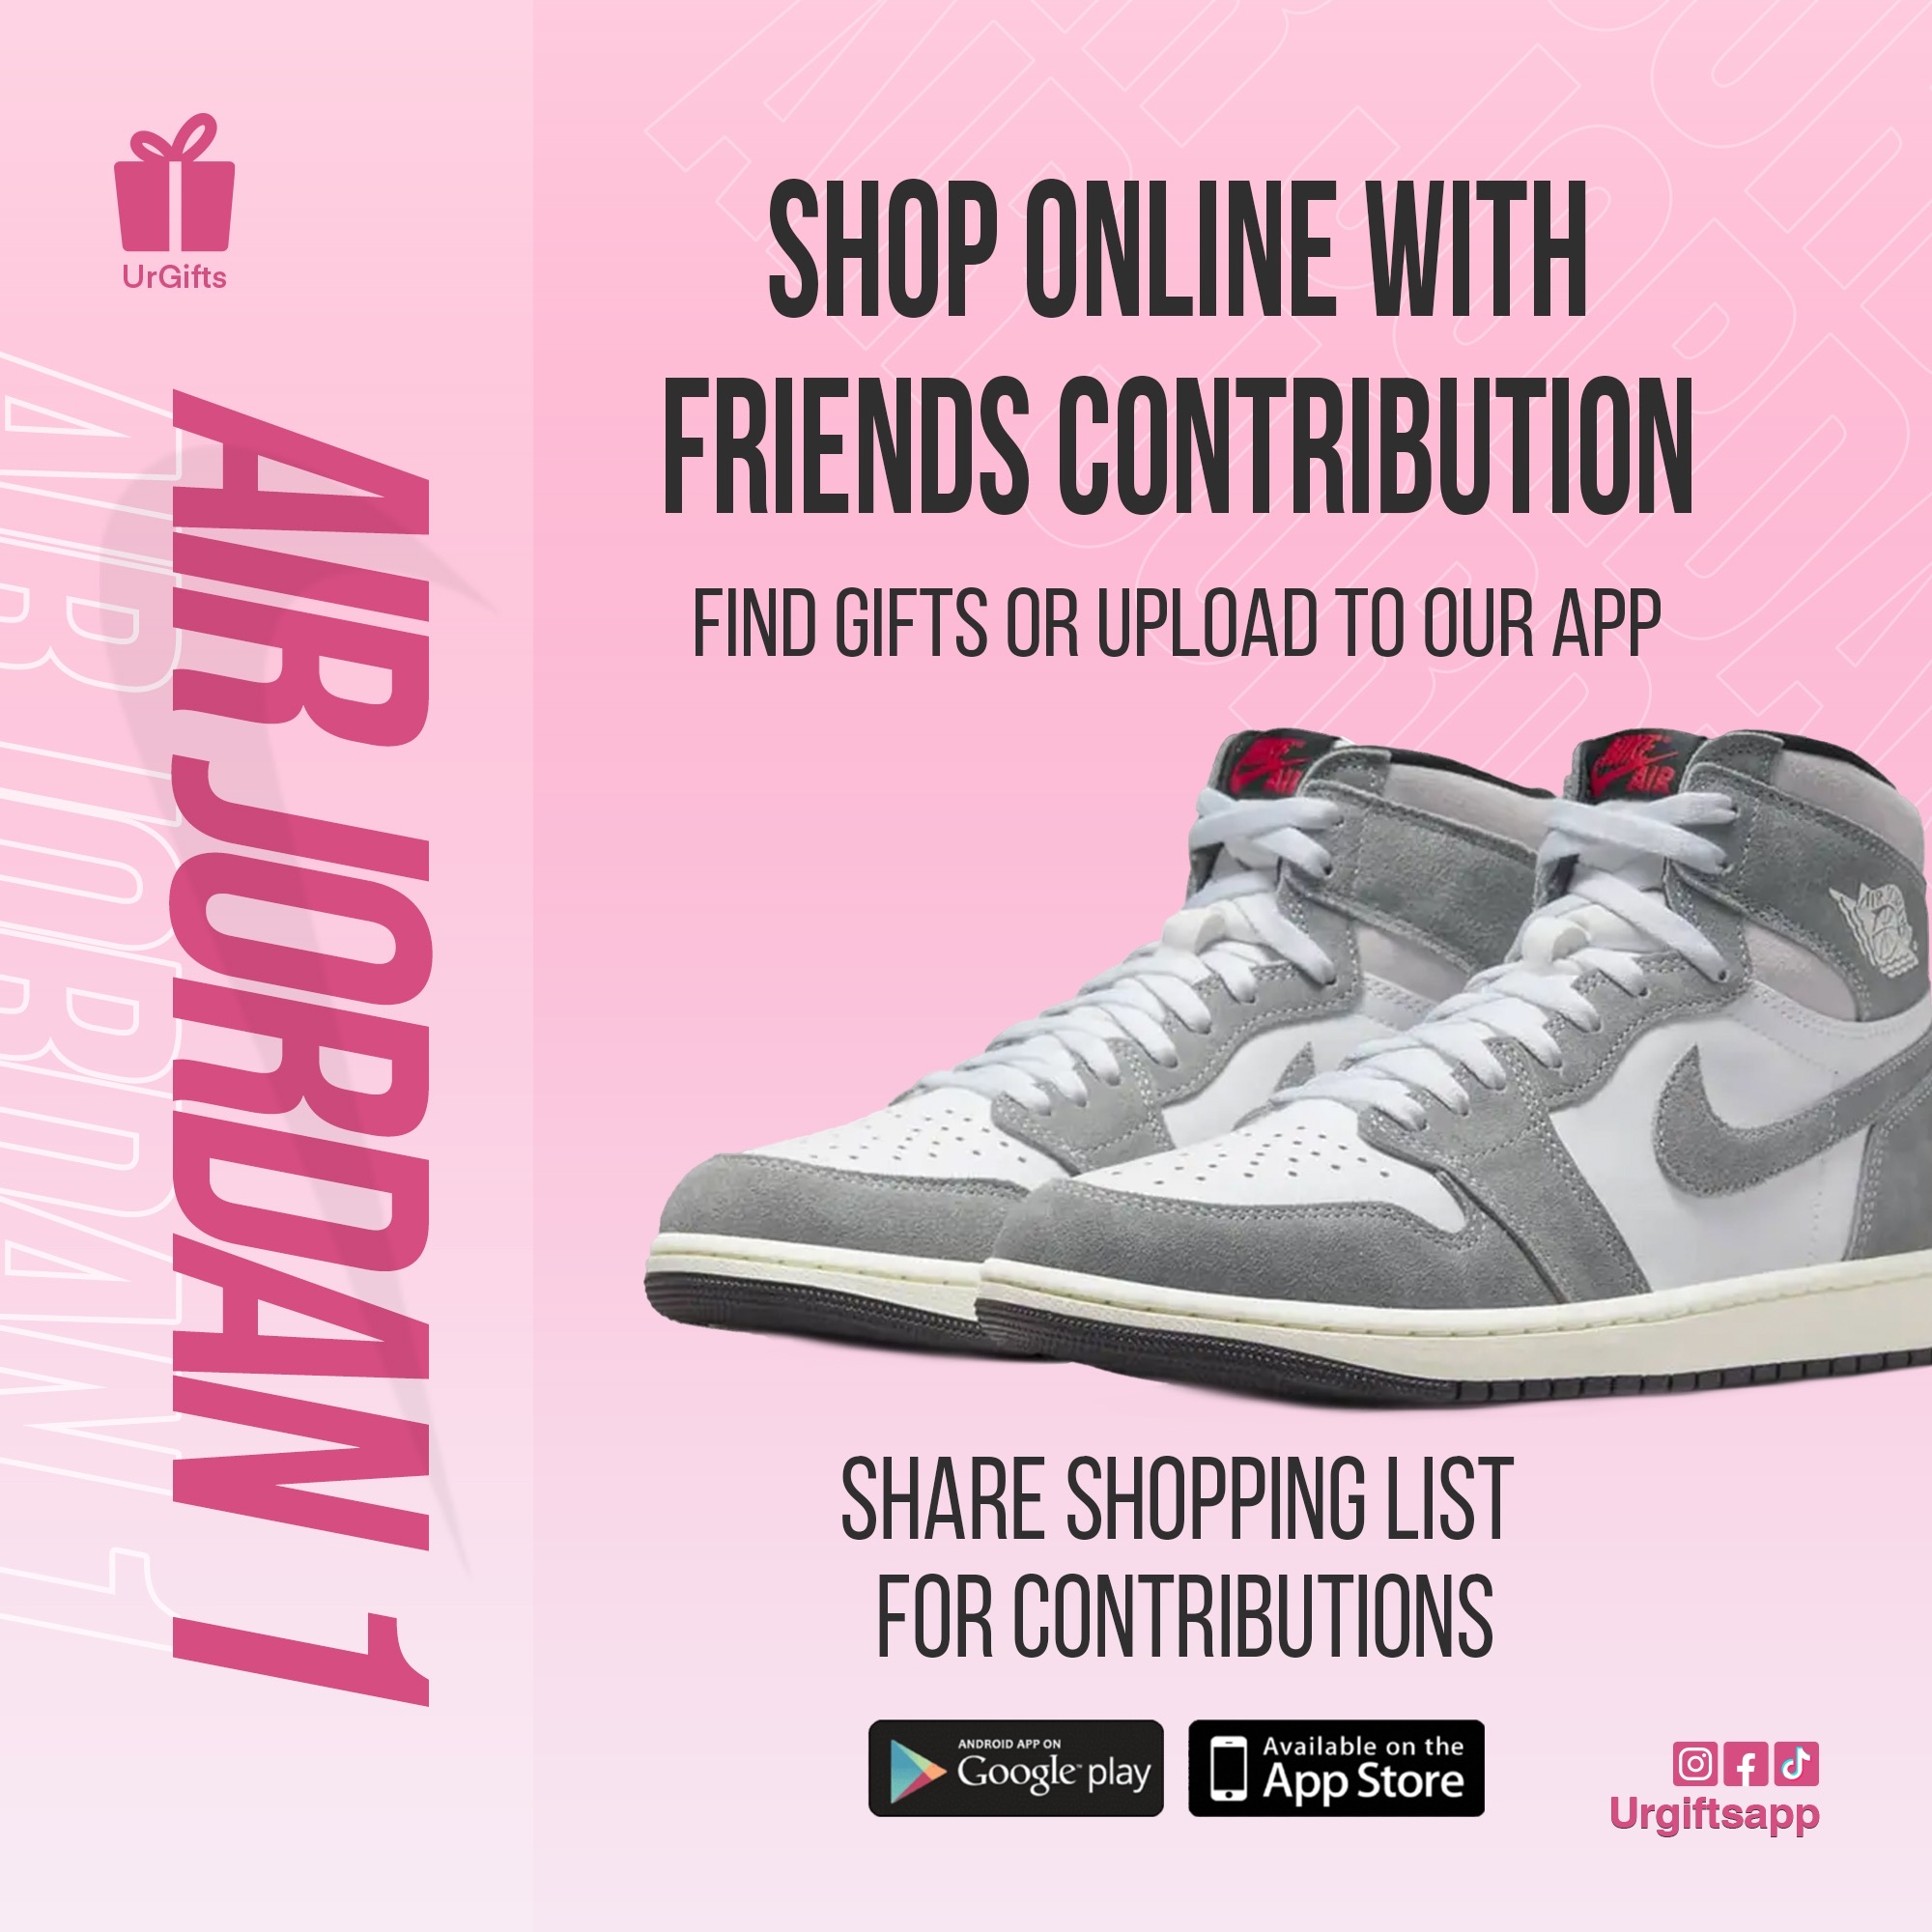 UrGifts
AIR JORDAN 1
AIR JORDAN 1
SHOP ONLINE WITH
FRIENDS CONTRIBUTION
FIND GIFTS OR UPLOAD TO OUR APP
NIKE
AIR
NIKE
AIR
SHARE SHOPPING LIST
FOR CONTRIBUTIONS
ANDROID APP ON
Google play
Available on the
App Store
Urgiftsapp